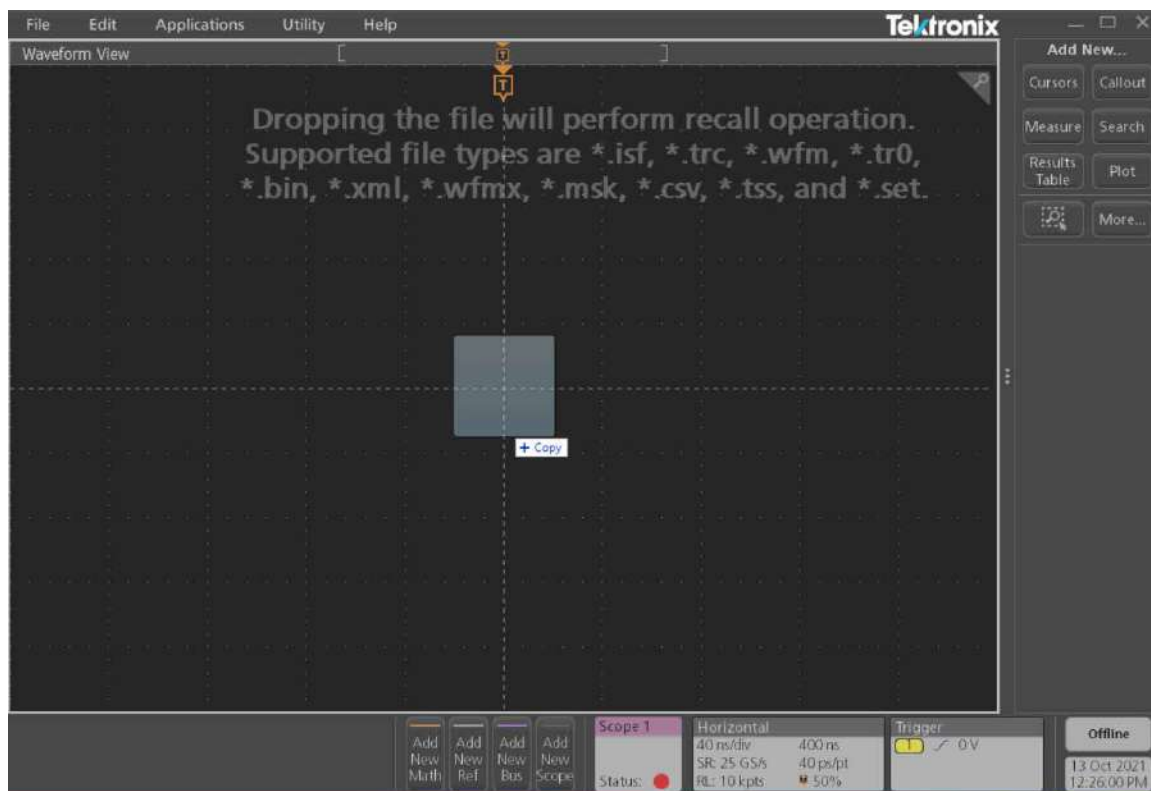 File Edit Applications Utility Help
Tektronix
Waveform View
T
T
Dropping the file will perform recall operation.
Supported file types are *.isf, *.trc, *.wfm, *.tr0,
*.bin, *.xml, *.wfmx, *.msk, *.csv, *.tss, and *.set.
+ Copy
Add New...
Cursors Callout
Measure Search
Results
Table
Plot
More...
Add
New
Math
Add
New
Ref
Add
New
Bus
Add
New
Scope
Scope 1
Status:
Horizontal
40 ns/div 400 ns
SR: 25 GS/s 40 ps/pt
RL: 10 kpts 50%
Trigger
1 0 V
Offline
13 Oct 2021
12:26:00 PM